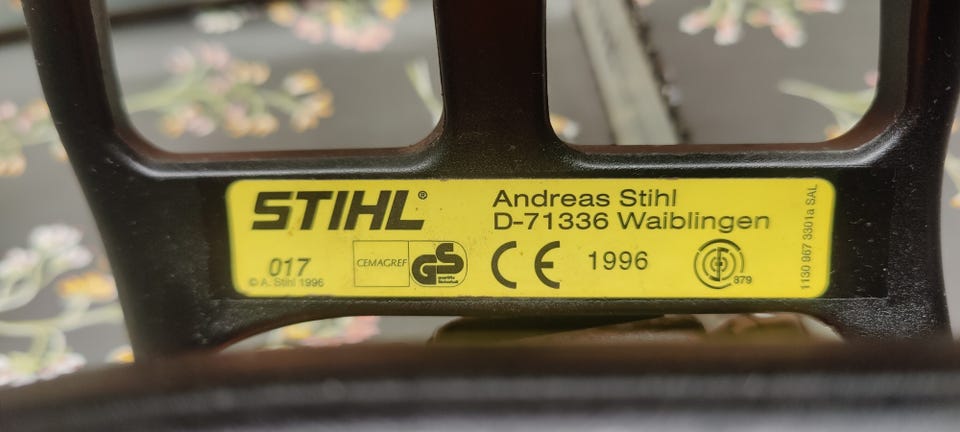 STIHL®
Andreas Stihl
D-71336 Waiblingen
017
© A. Stihl 1996
CEMAGREF
GS
CE 1996
879
1130 967 3301a SAL